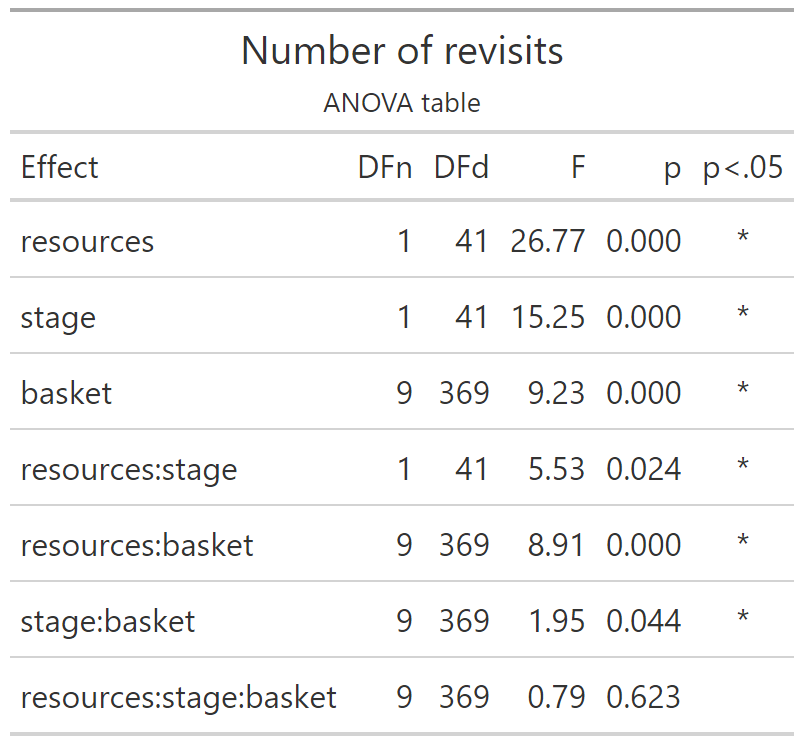 Number of revisits
ANOVA table
Effect DFn DFd F p p<.05
resources 1 41 26.77 0.000 *
stage 1 41 15.25 0.000 *
basket 9 369 9.23 0.000 *
resources:stage 1 41 5.53 0.024 *
resources:basket 9 369 8.91 0.000 *
stage:basket 9 369 1.95 0.044 *
resources:stage:basket 9 369 0.79 0.623